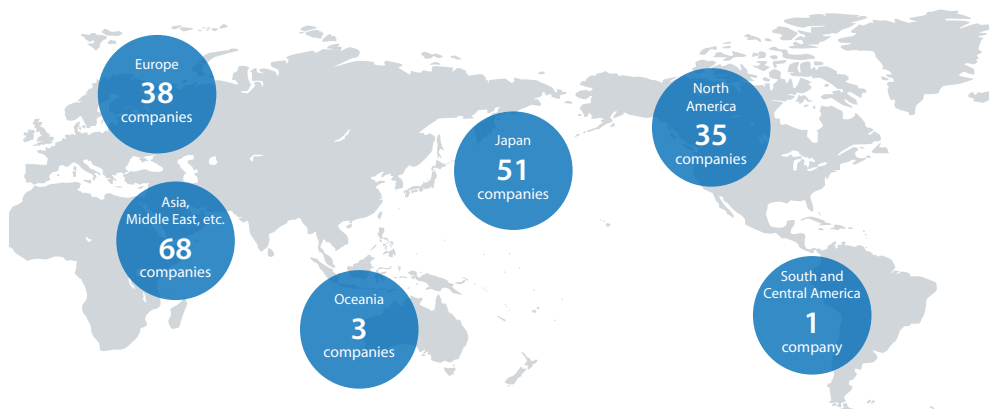 Europe
38
companies
Asia,
Middle East, etc.
68
companies
Oceania
3
companies
Japan
51
companies
North
America
35
companies
South and
Central America
1
company